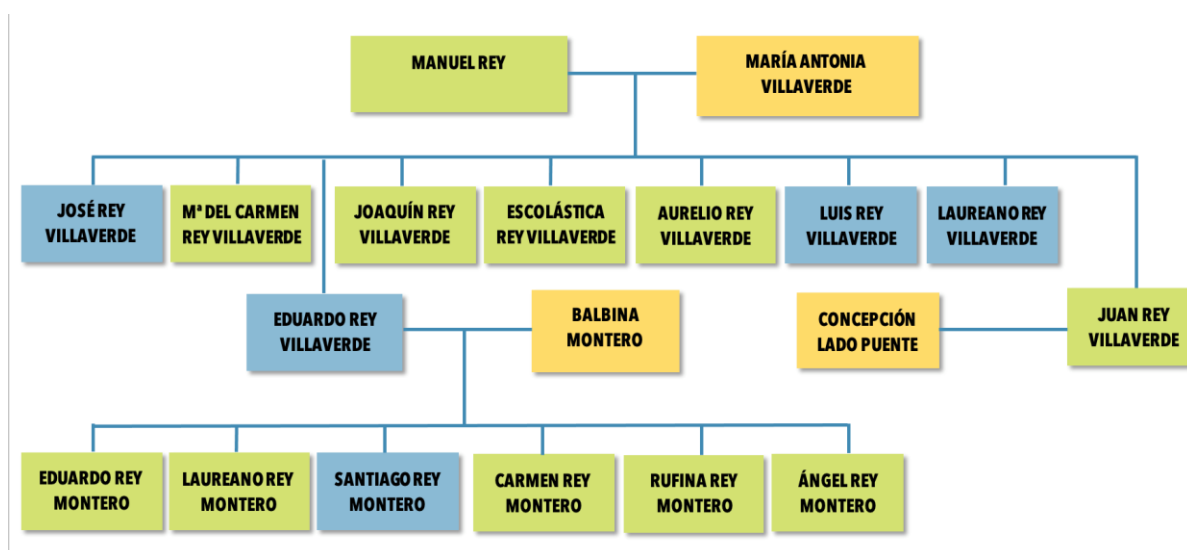 MANUEL REY
MARÍA ANTONIA
VILLAVERDE
JOSÉ REY
VILLAVERDE
Mª DEL CARMEN
REY VILLAVERDE
JOAQUÍN REY
VILLAVERDE
ESCOLÁSTICA
REY VILLAVERDE
AURELIO REY
VILLAVERDE
LUIS REY
VILLAVERDE
LAUREANO REY
VILLAVERDE
EDUARDO REY
VILLAVERDE
BALBINA
MONTERO
CONCEPCIÓN
LADO PUENTE
JUAN REY
VILLAVERDE
EDUARDO REY
MONTERO
LAUREANO REY
MONTERO
SANTIAGO REY
MONTERO
CARMEN REY
MONTERO
RUFINA REY
MONTERO
ÁNGEL REY
MONTERO